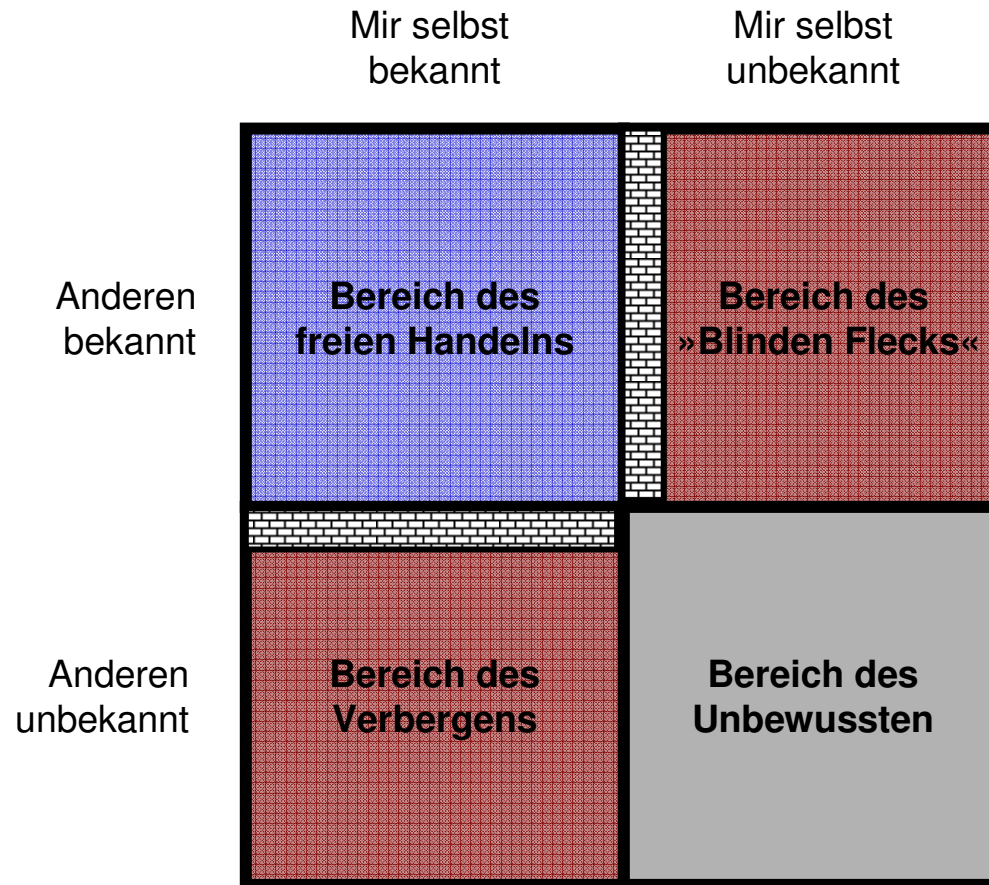 Mir selbst
bekannt
Mir selbst
unbekannt
Anderen
bekannt
Bereich des
freien Handelns
Bereich des
»Blinden Flecks«
Anderen
unbekannt
Bereich des
Verbergens
Bereich des
Unbewussten